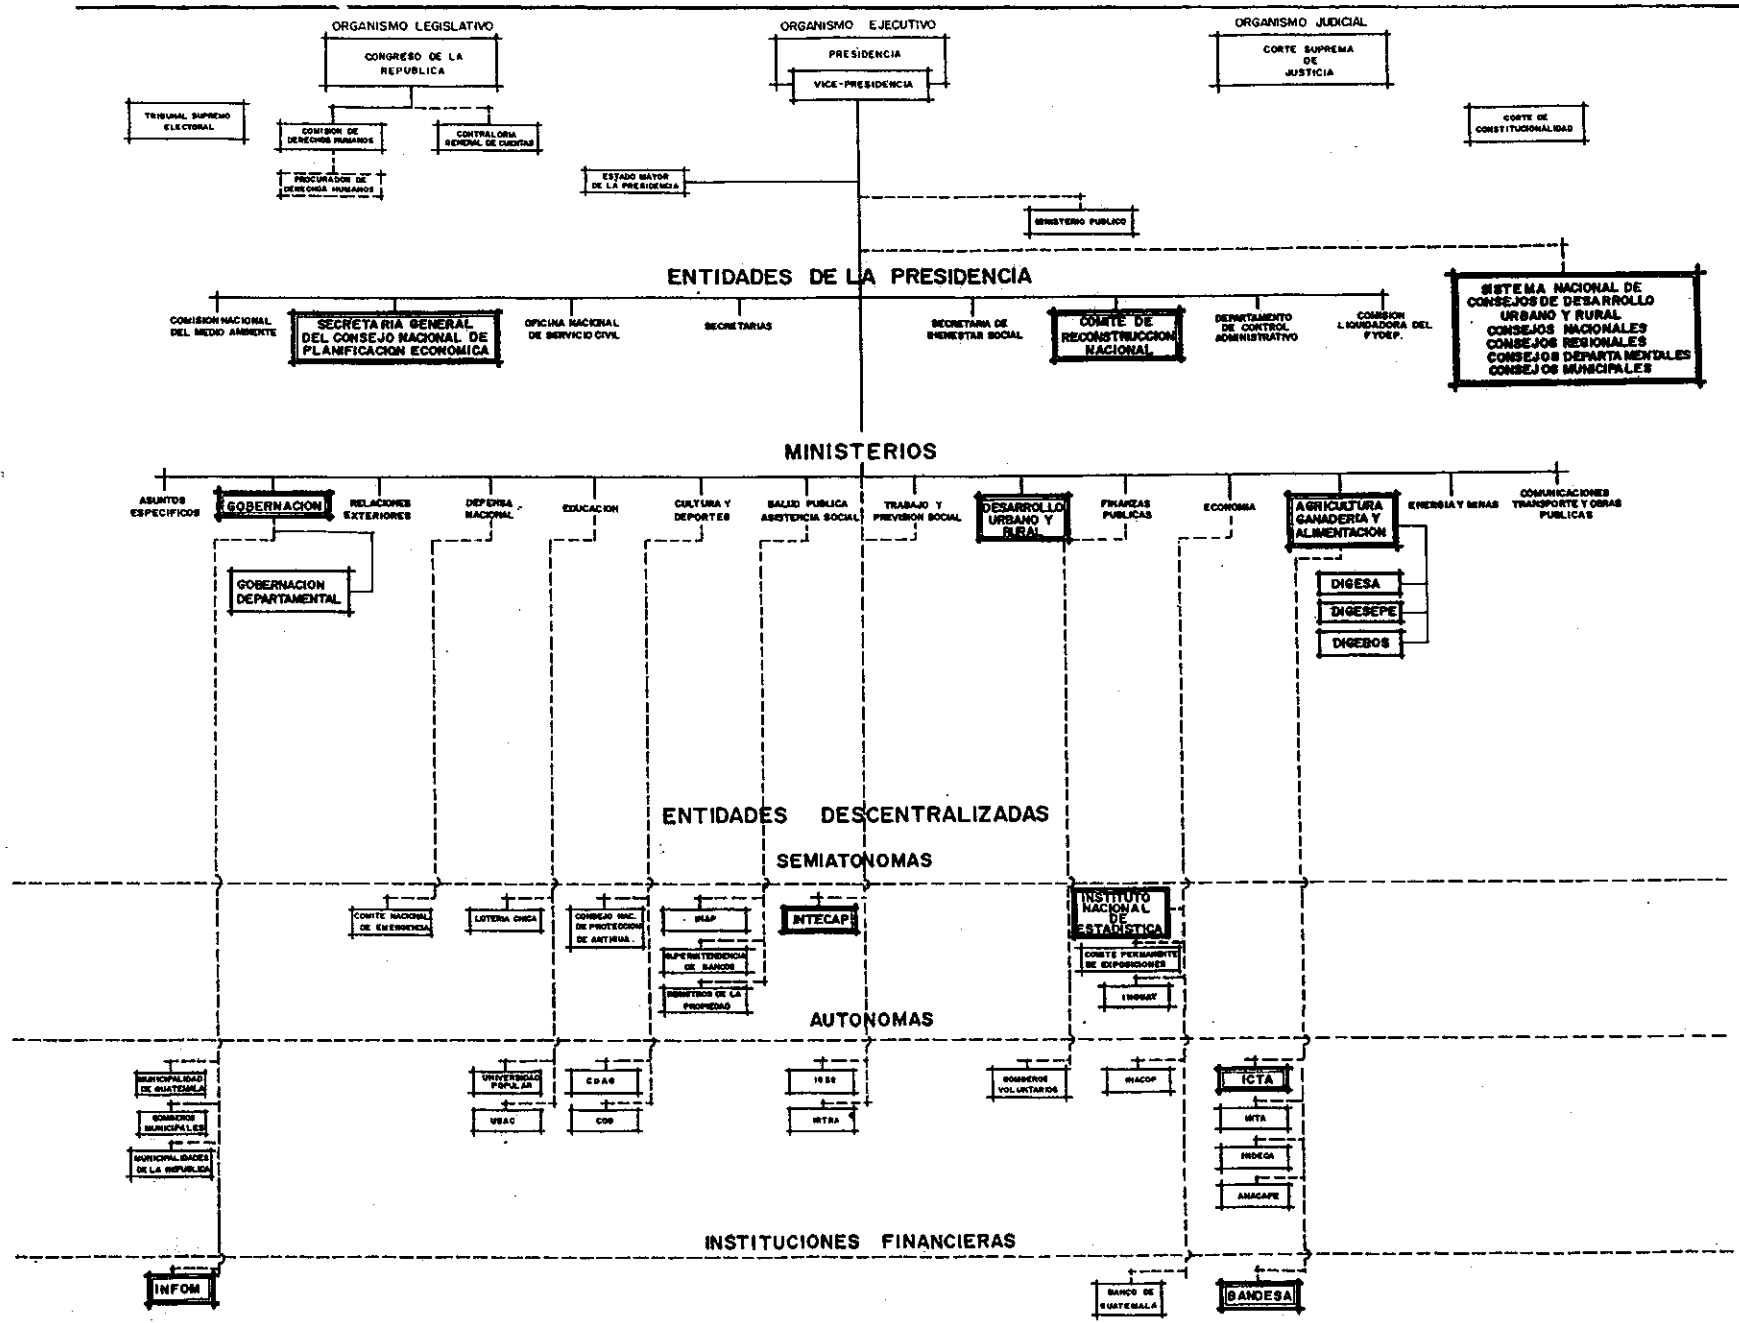 ORGANISMO LEGISLATIVO
ORGANISMO EJECUTIVO
ORGANISMO JUDICIAL
CONGRESO DE LA
REPUBLICA
PRESIDENCIA
VICE-PRESIDENCIA
CORTE SUPREMA
DE
JUSTICIA
TRIBUNAL SUPREMO
ELECTORAL
COMISION DE
DERECHOS HUMANOS
CONTRALORIA
GENERAL DE CUENTAS
CORTE DE
CONSTITUCIONALIDAD
PROCURADOR DE
DERECHOS HUMANOS
ESTADO MAYOR
DE LA PRESIDENCIA
MINISTERIO PUBLICO
ENTIDADES DE LA PRESIDENCIA
COMISION NACIONAL
DEL MEDIO AMBIENTE
SECRETARIA GENERAL
DEL CONSEJO NACIONAL DE
PLANIFICACION ECONOMICA
OFICINA NACIONAL
DE SERVICIO CIVIL
SECRETARIAS
SECRETARIA DE
BIENESTAR SOCIAL
COMITE DE
RECONSTRUCCION
NACIONAL
DEPARTAMENTO
DE CONTROL
ADMINISTRATIVO
COMISION
LIQUIDADORA DEL
FYDEP.
SISTEMA NACIONAL DE
CONSEJOS DE DESARROLLO
URBANO Y RURAL
CONSEJOS NACIONALES
CONSEJOS REGIONALES
CONSEJOS DEPARTAMENTALES
CONSEJOS MUNICIPALES
MINISTERIOS
ASUNTOS
ESPECIFICOS
GOBERNACION
RELACIONES
EXTERIORES
DEFENSA
NACIONAL
EDUCACION
CULTURA Y
DEPORTES
SALUD PUBLICA
ASISTENCIA SOCIAL
TRABAJO Y
PREVISION SOCIAL
DESARROLLO
URBANO Y
RURAL
FINANZAS
PUBLICAS
ECONOMIA
AGRICULTURA
GANADERIA Y
ALIMENTACION
ENERGIA Y MINAS
COMUNICACIONES
TRANSPORTE Y OBRAS
PUBLICAS
GOBERNACION
DEPARTAMENTAL
DIGESA
DIGESEPE
DIGEBOS
ENTIDADES DESCENTRALIZADAS
SEMIATONOMAS
COMITE NACIONAL
DE EMERGENCIA
LOTERIA CHICA
CONSEJO NAC.
DE PROTECCION
DE ANTIGUA.
INAP
SUPERINTENDENCIA
DE BANCOS
REGISTROS DE LA
PROPIEDAD
INTECAP
INSTITUTO
NACIONAL
DE
ESTADISTICA
COMITE PERMANENTE
DE EXPOSICIONES
INGUAT
AUTONOMAS
MUNICIPALIDAD
DE GUATEMALA
BOMBEROS
MUNICIPALES
MUNICIPALIDADES
DE LA REPUBLICA
UNIVERSIDAD
POPULAR
USAC
CDAG
COG
IGSS
IRTRA
BOMBEROS
VOLUNTARIOS
INACOP
ICTA
INTA
INDECA
ANACAFE
INSTITUCIONES FINANCIERAS
INFOM
BANCO DE
GUATEMALA
BANDESA